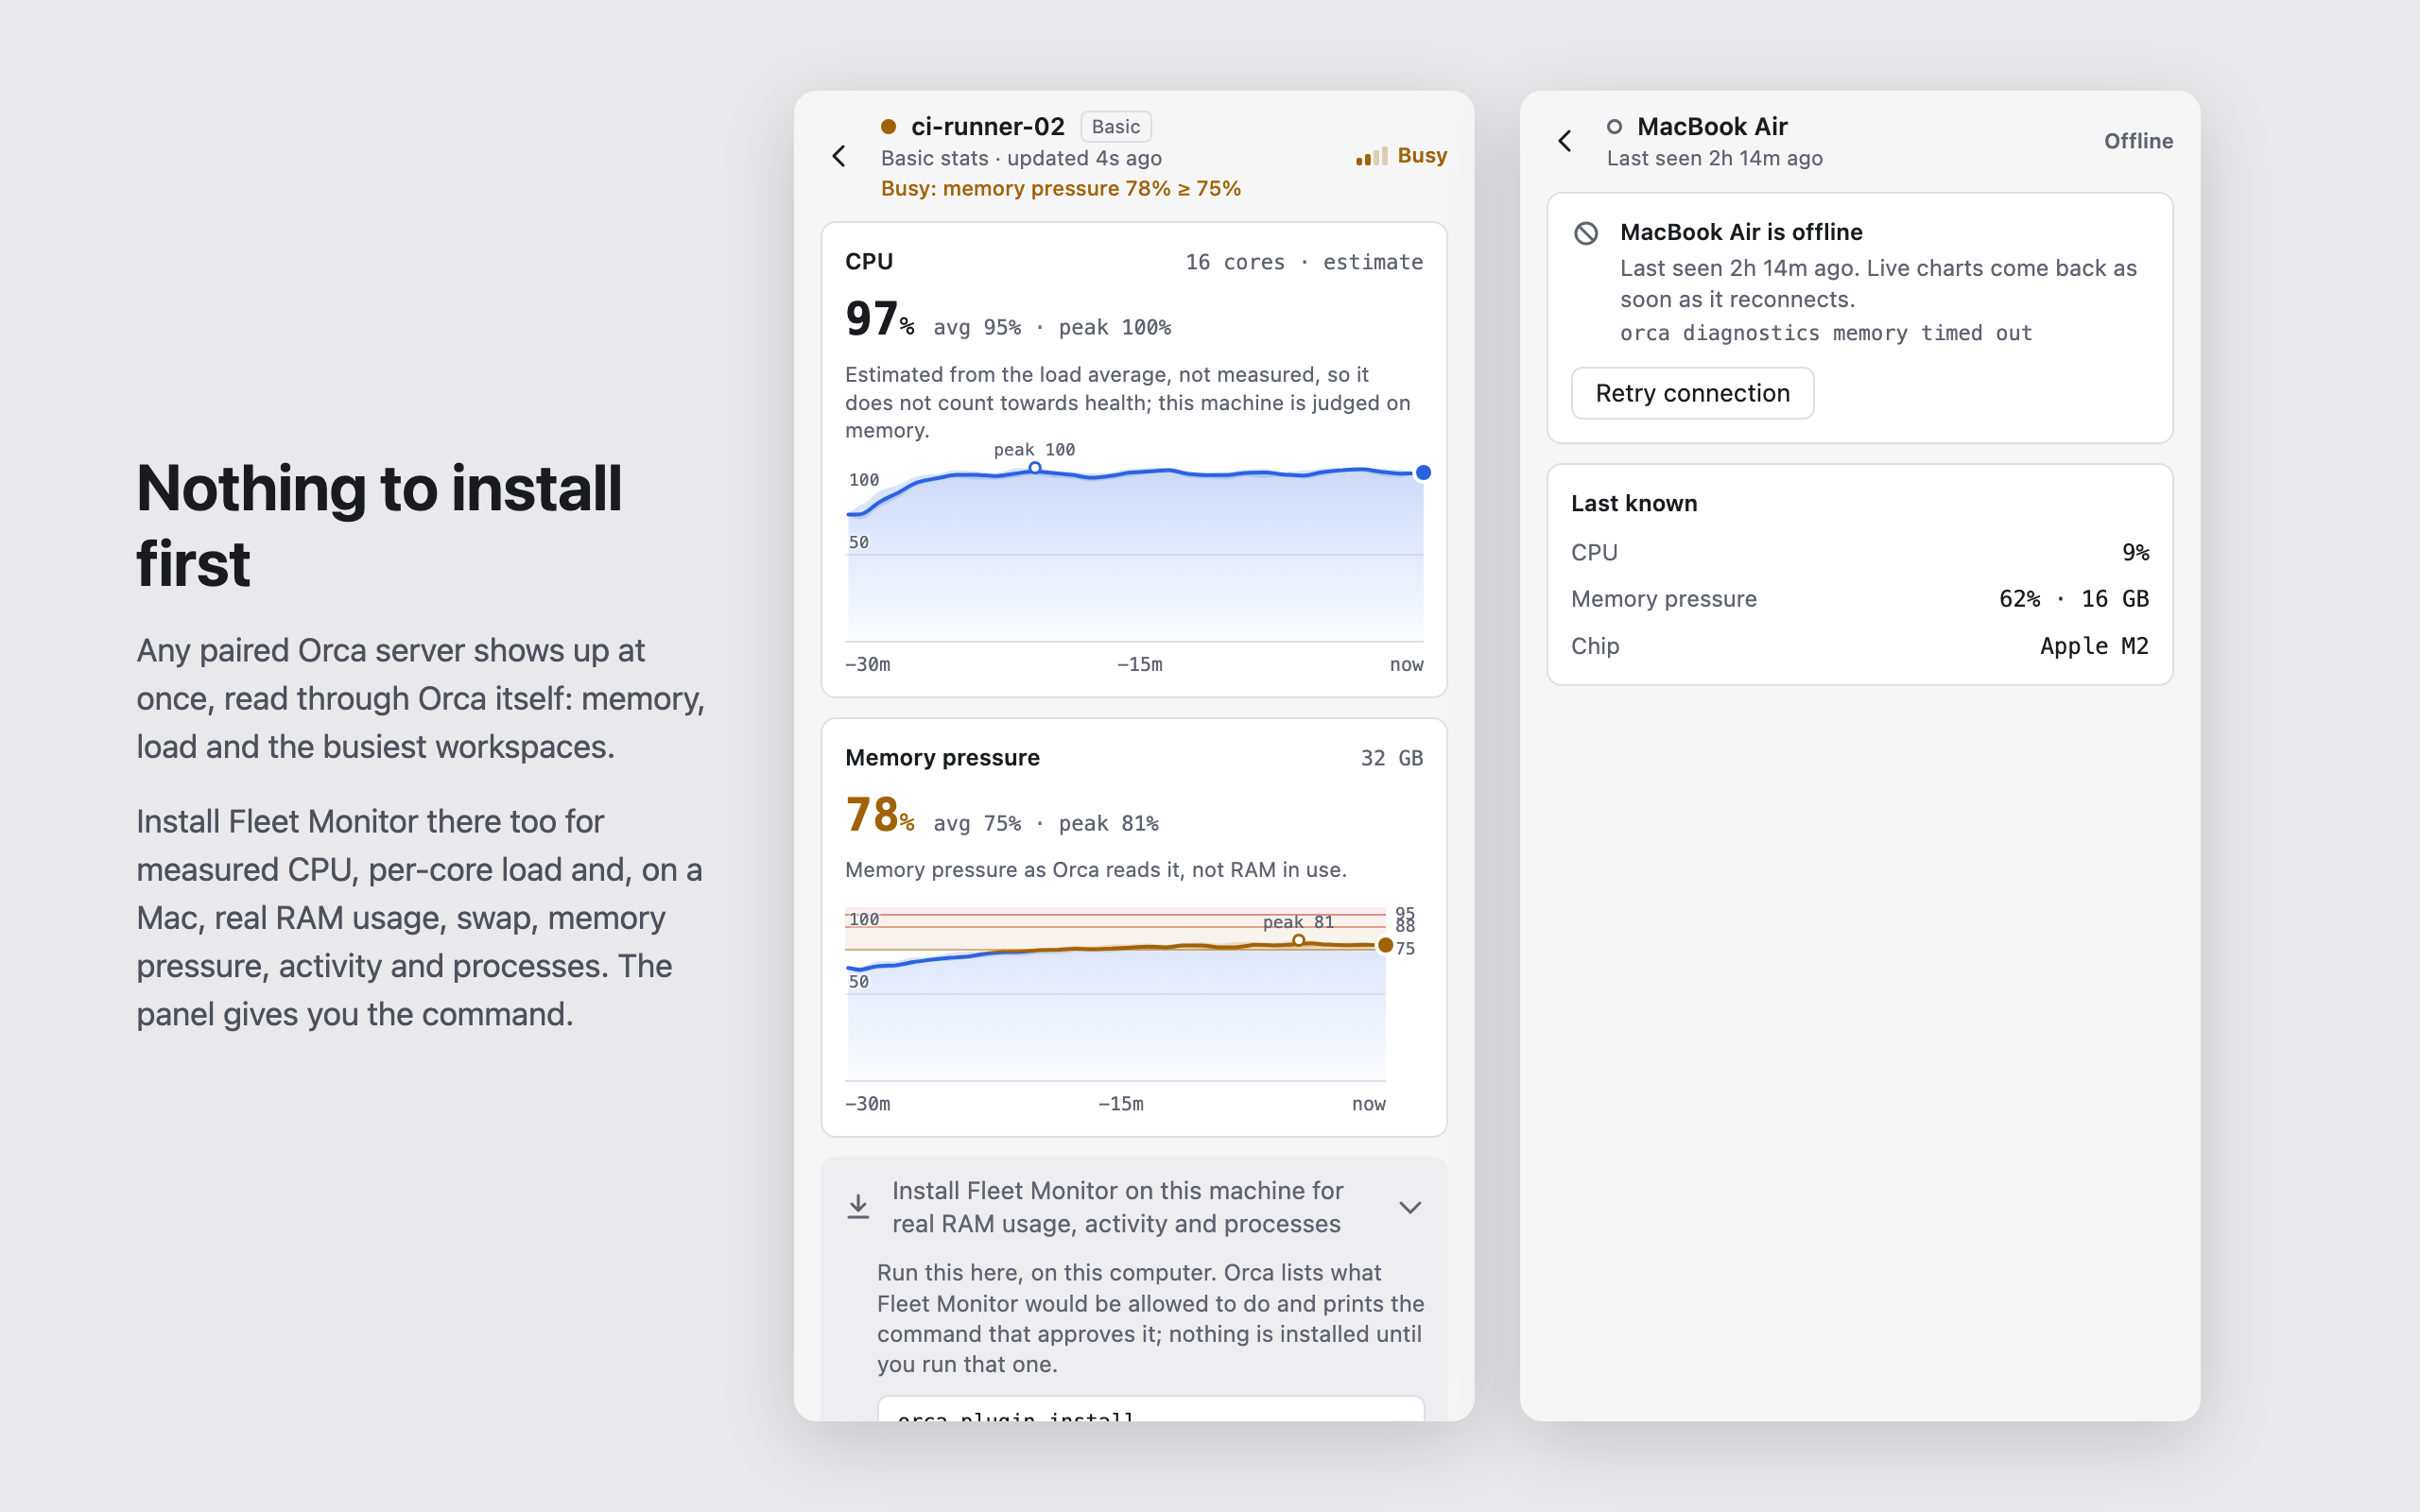 Nothing to install
first
Any paired Orca server shows up at
once, read through Orca itself: memory,
load and the busiest workspaces.
Install Fleet Monitor there too for
measured CPU, per-core load and, on a
Mac, real RAM usage, swap, memory
pressure, activity and processes. The
panel gives you the command.
ci-runner-02 Basic
Basic stats · updated 4s ago
Busy: memory pressure 78% ≥ 75%
Busy
CPU 16 cores · estimate
97% avg 95% · peak 100%
Estimated from the load average, not measured, so it
does not count towards health; this machine is judged on
memory.
peak 100
100
50
−30m −15m now
Memory pressure 32 GB
78% avg 75% · peak 81%
Memory pressure as Orca reads it, not RAM in use.
100 peak 81 95
88
75
50
−30m −15m now
Install Fleet Monitor on this machine for
real RAM usage, activity and processes
Run this here, on this computer. Orca lists what
Fleet Monitor would be allowed to do and prints the
command that approves it; nothing is installed until
you run that one.
orca plugin install
MacBook Air
Last seen 2h 14m ago
Offline
MacBook Air is offline
Last seen 2h 14m ago. Live charts come back as
soon as it reconnects.
orca diagnostics memory timed out
Retry connection
Last known
CPU 9%
Memory pressure 62% · 16 GB
Chip Apple M2